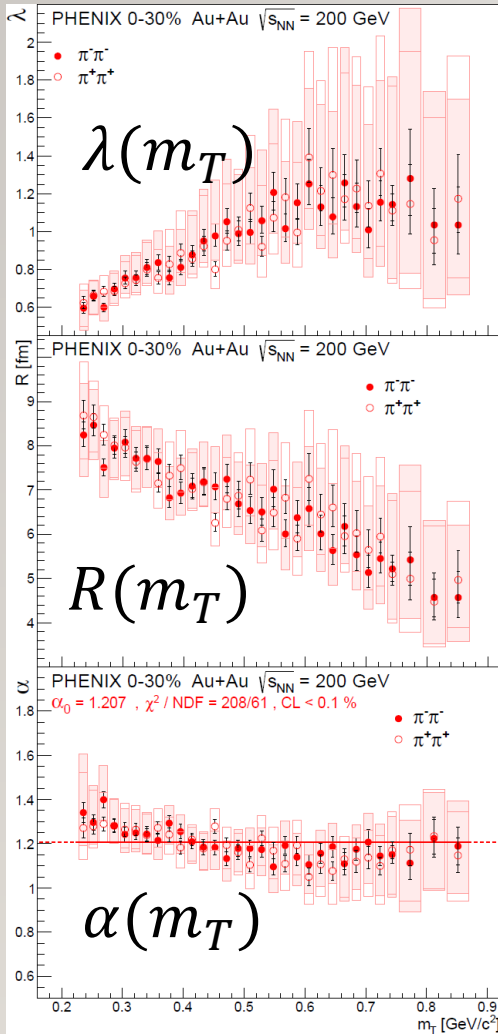 λ
PHENIX 0-30% Au+Au √sNN = 200 GeV
π⁻π⁻
π⁺π⁺
2
1.8
1.6
1.4
1.2
1
0.8
0.6
λ(mT)
R [fm]
PHENIX 0-30% Au+Au √sNN = 200 GeV
π⁻π⁻
π⁺π⁺
9
8
7
6
5
4
R(mT)
α
PHENIX 0-30% Au+Au √sNN = 200 GeV
α0 = 1.207 , χ² / NDF = 208/61 , CL < 0.1 %
π⁻π⁻
π⁺π⁺
1.8
1.6
1.4
1.2
1
0.8
0.6
α(mT)
0.2 0.3 0.4 0.5 0.6 0.7 0.8 0.9
mT [GeV/c²]